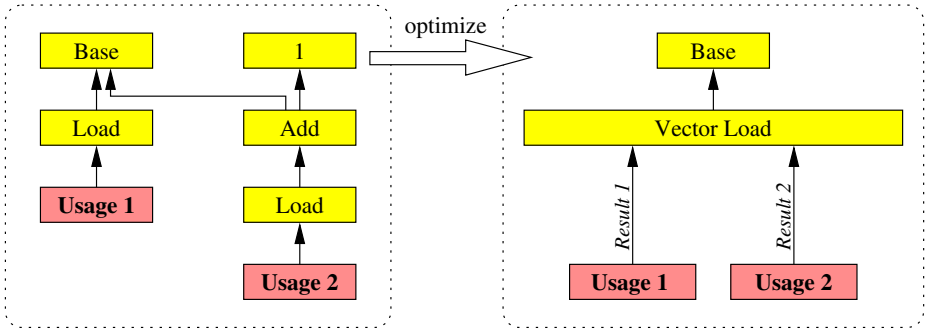 optimize
Base
1
Load
Add
Usage 1
Load
Usage 2
Base
Vector Load
Result 1
Result 2
Usage 1
Usage 2